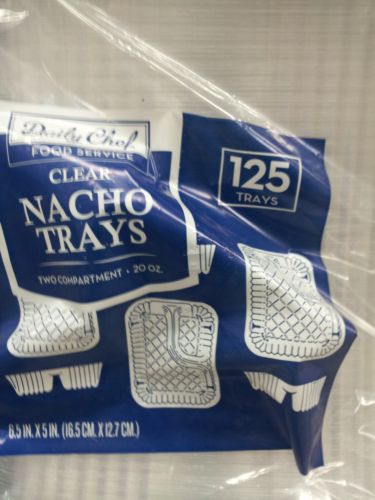 Daily Chef
FOOD SERVICE
CLEAR
NACHO
TRAYS
TWO COMPARTMENT • 20 OZ.
125
TRAYS
6.5 IN. X 5 IN. (16.5 CM. X 12.7 CM.)